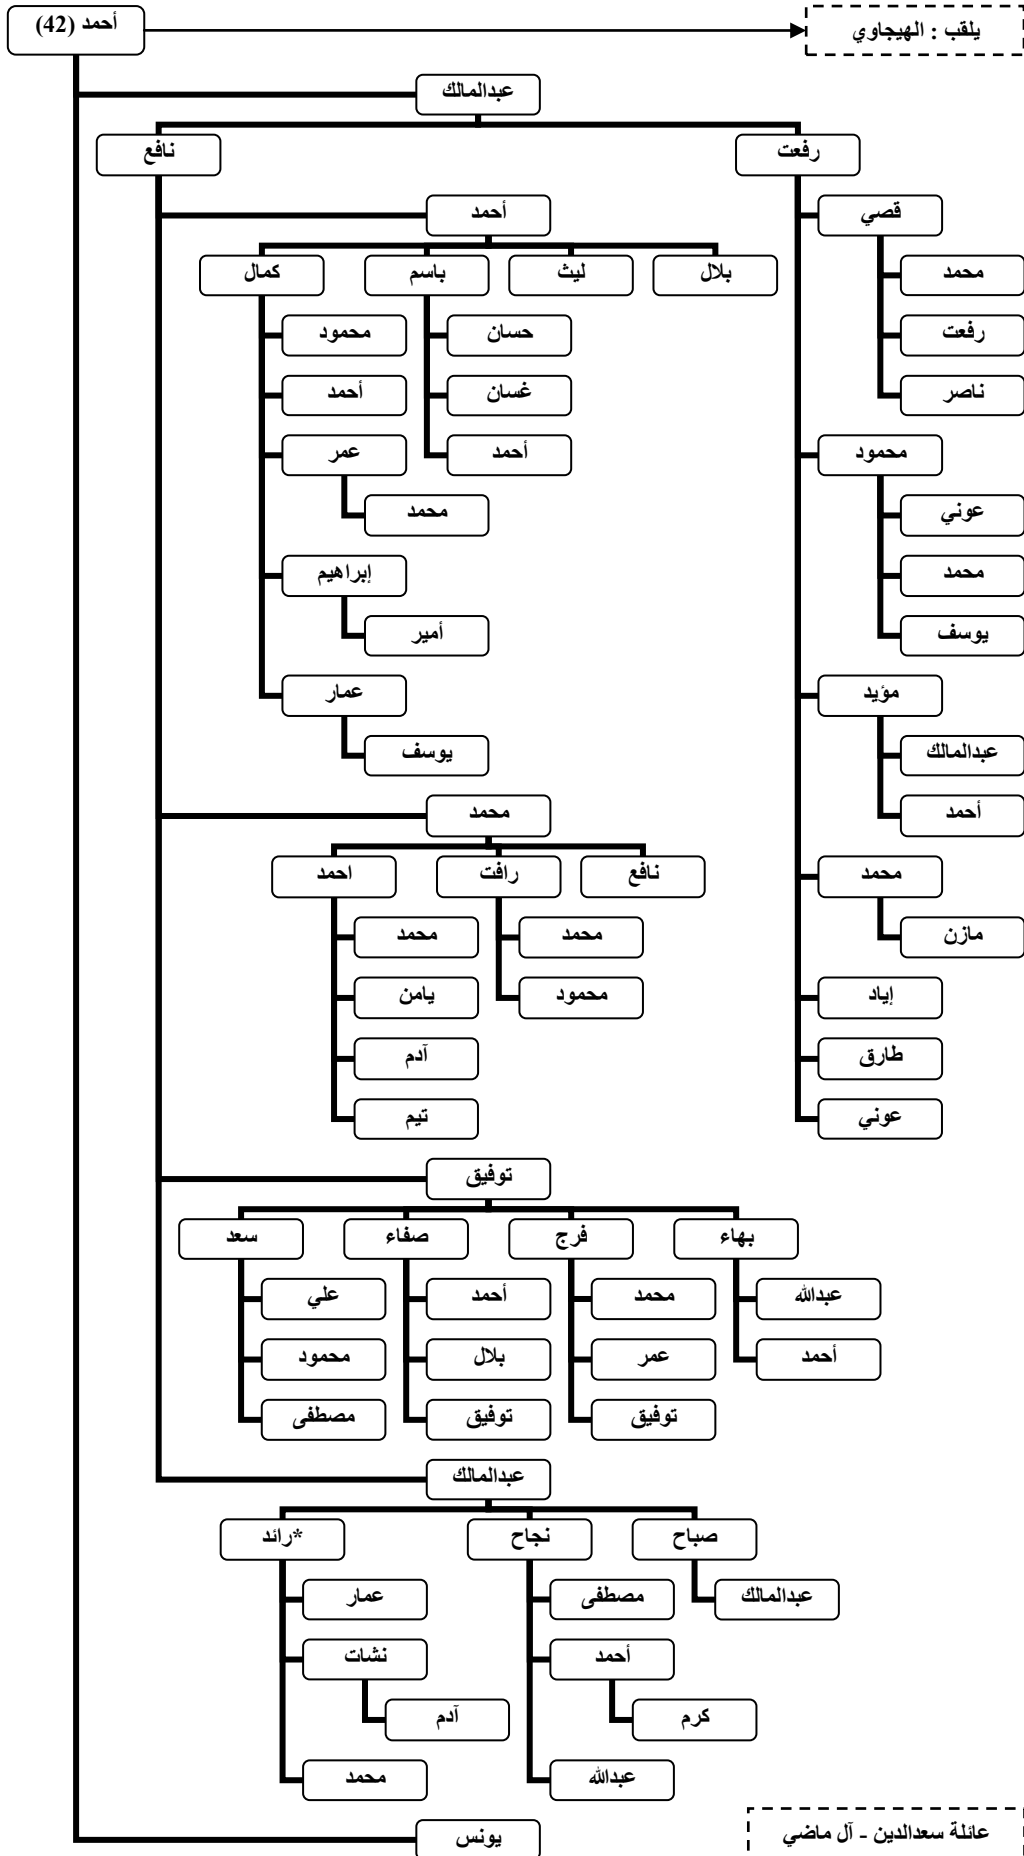 أحمد (42)
يلقب : الهيجاوي
عبدالمالك
رفعت
نافع
قصي
محمد
رفعت
ناصر
محمود
عوني
محمد
يوسف
مؤيد
عبدالمالك
أحمد
محمد
مازن
إياد
طارق
عوني
أحمد
بلال
ليث
باسم
كمال
حسان
غسان
أحمد
محمود
أحمد
عمر
محمد
إبراهيم
أمير
عمار
يوسف
محمد
نافع
رافت
احمد
محمد
محمود
محمد
يامن
آدم
تيم
توفيق
بهاء
فرج
صفاء
سعد
عبدالله
أحمد
محمد
عمر
توفيق
أحمد
بلال
توفيق
علي
محمود
مصطفى
عبدالمالك
صباح
نجاح
*رائد
عبدالمالك
مصطفى
أحمد
كرم
عبدالله
عمار
نشات
آدم
محمد
يونس
عائلة سعدالدين - آل ماضي